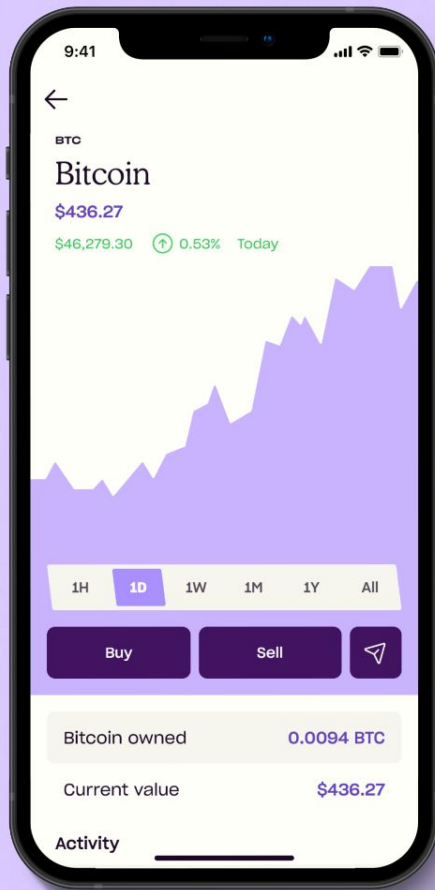 9:41
BTC
Bitcoin
$436.27
$46,279.30 0.53% Today
1H 1D 1W 1M 1Y All
Buy Sell
Bitcoin owned 0.0094 BTC
Current value $436.27
Activity